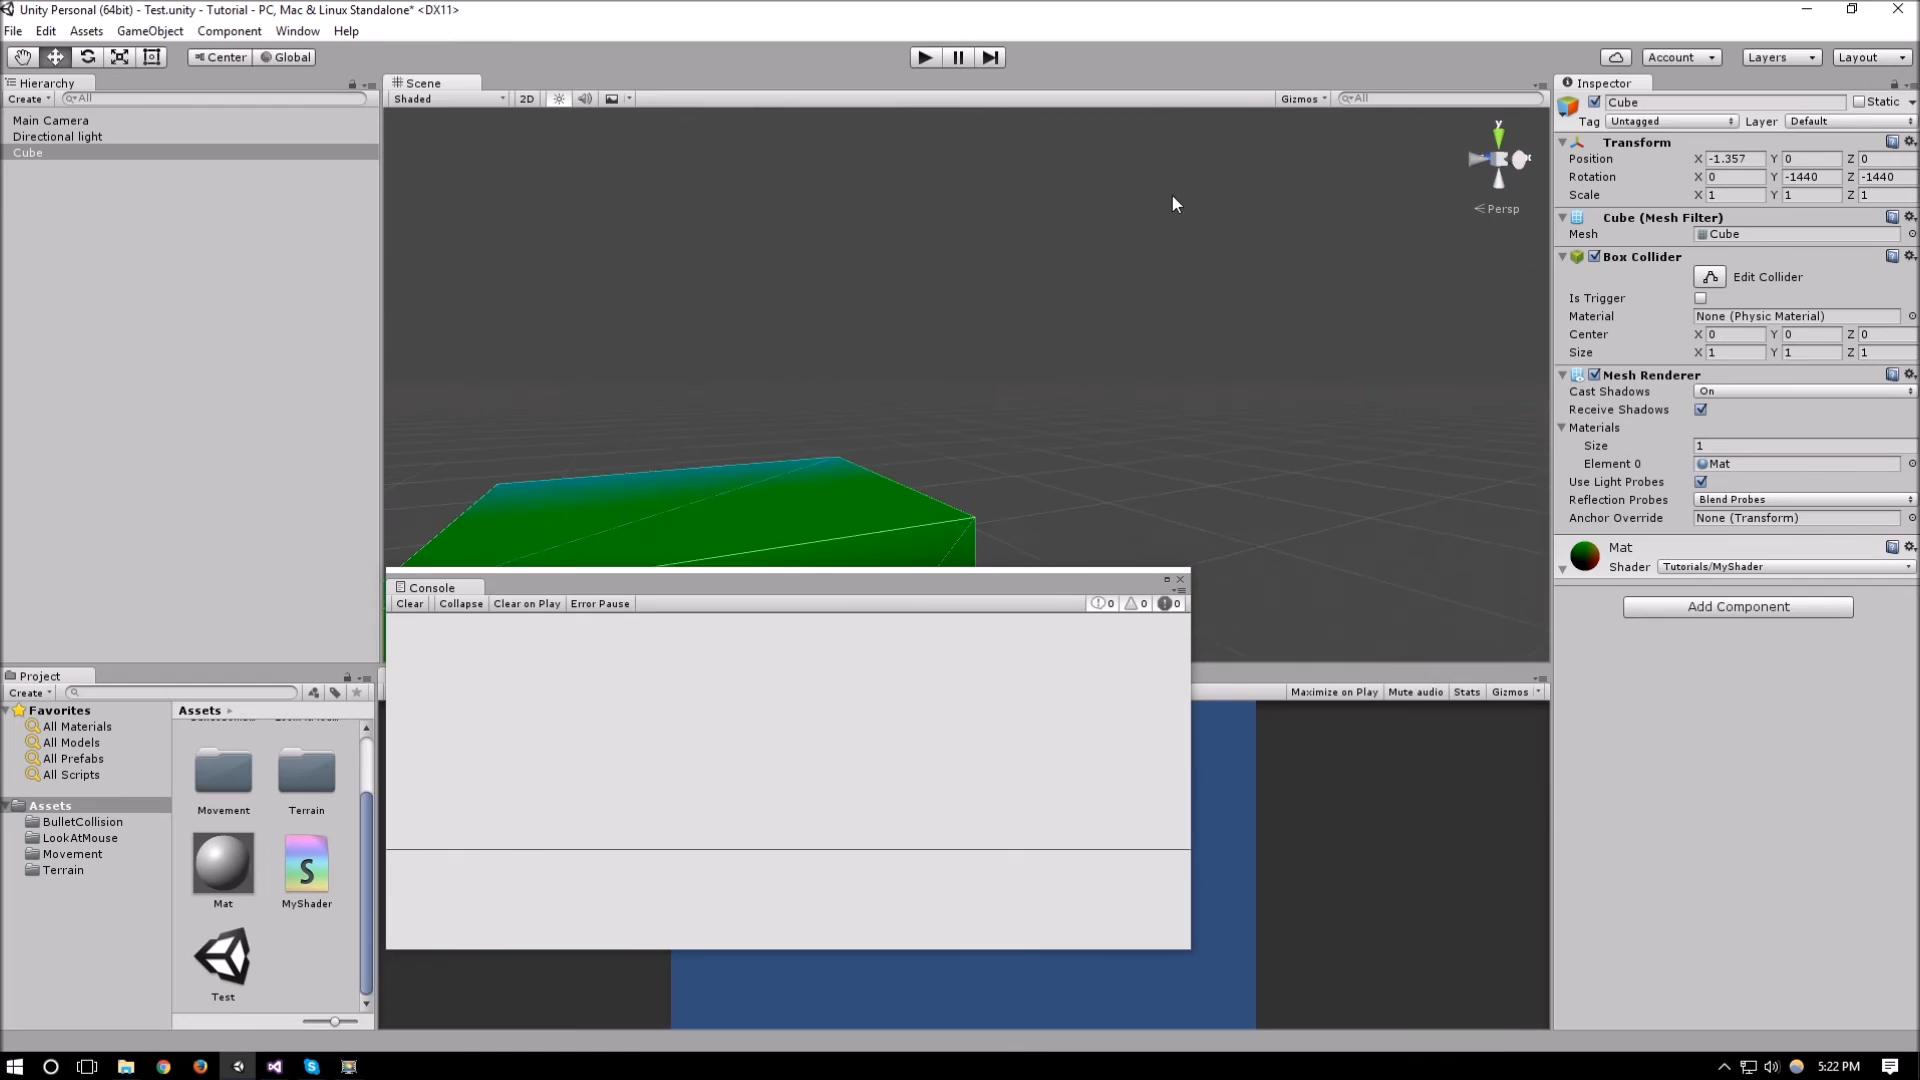 Unity Personal (64bit) - Test.unity - Tutorial - PC, Mac & Linux Standalone* <DX11>
File Edit Assets GameObject Component Window Help
Center Global
Account Layers Layout
Hierarchy
Create All
Main Camera
Directional light
Cube
Scene
Shaded 2D Gizmos All
y
Persp
Inspector
Cube Static
Tag Untagged Layer Default
Transform
Position X -1.357 Y 0 Z 0
Rotation X 0 Y -1440 Z -1440
Scale X 1 Y 1 Z 1
Cube (Mesh Filter)
Mesh Cube
Box Collider
Edit Collider
Is Trigger
Material None (Physic Material)
Center X 0 Y 0 Z 0
Size X 1 Y 1 Z 1
Mesh Renderer
Cast Shadows On
Receive Shadows
Materials
Size 1
Element 0 Mat
Use Light Probes
Reflection Probes Blend Probes
Anchor Override None (Transform)
Mat
Shader Tutorials/MyShader
Add Component
Console
Clear Collapse Clear on Play Error Pause 0 0 0
Maximize on Play Mute audio Stats Gizmos
Project
Create
Favorites
All Materials
All Models
All Prefabs
All Scripts
Assets
BulletCollision
LookAtMouse
Movement
Terrain
Assets
Movement Terrain
S
Mat MyShader
Test
5:22 PM